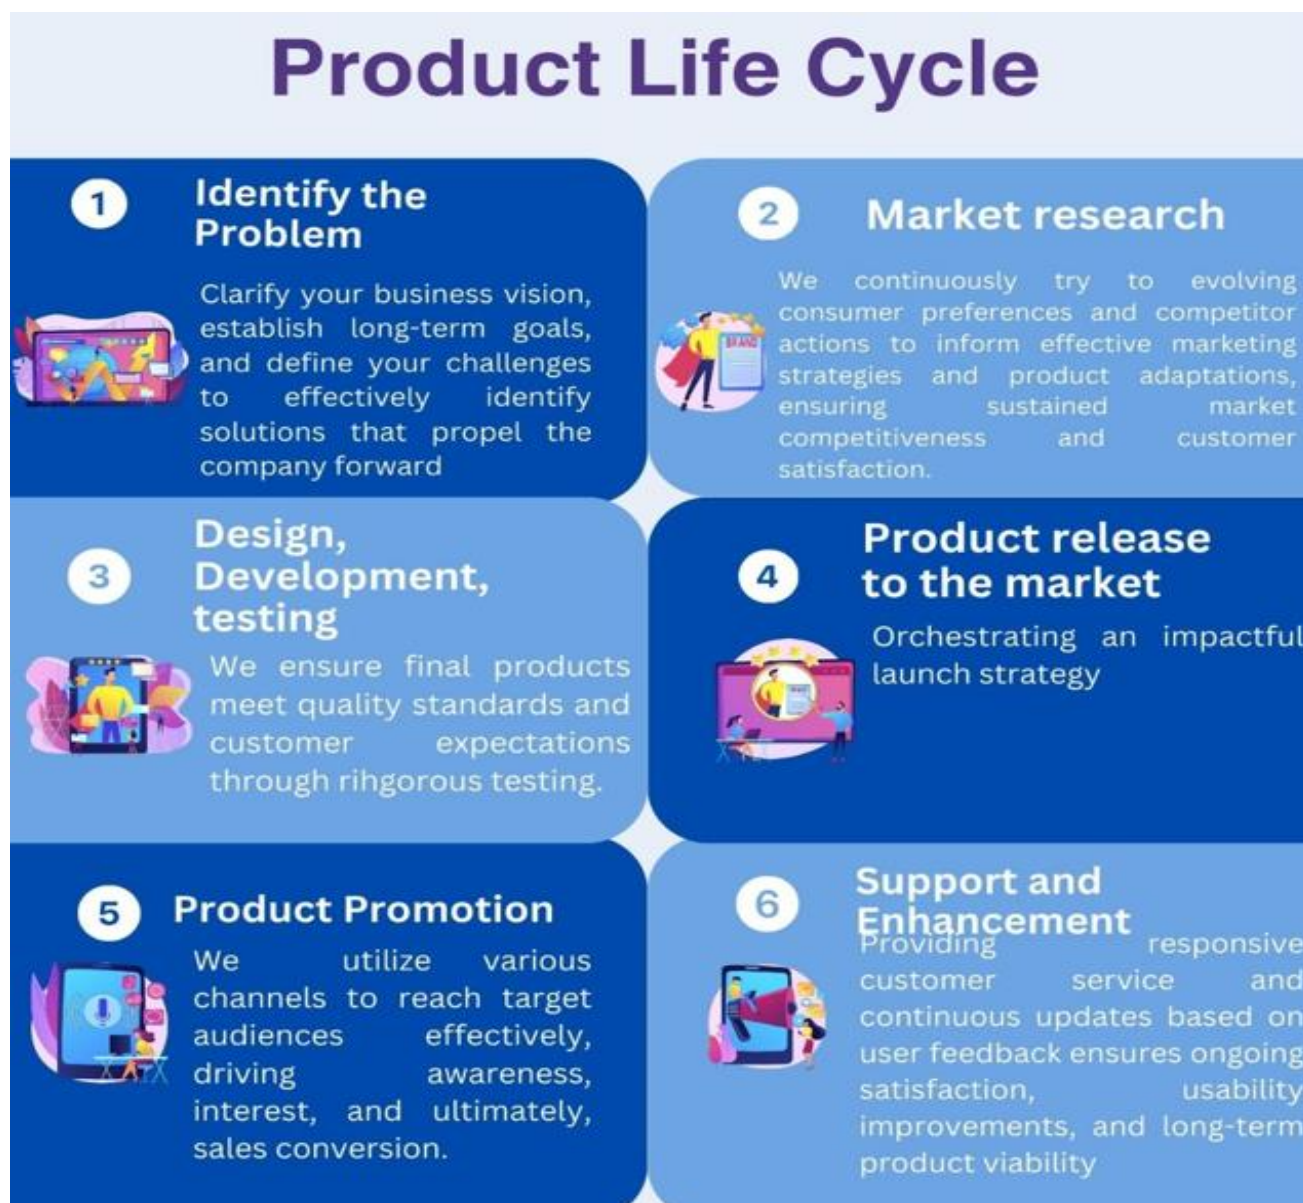 Product Life Cycle
1
Identify the
Problem
Clarify your business vision,
establish long-term goals,
and define your challenges
to effectively identify
solutions that propel the
company forward
2
Market research
We continuously try to evolving
consumer preferences and competitor
actions to inform effective marketing
strategies and product adaptations,
ensuring sustained market
competitiveness and customer
satisfaction.
BRAND
3
Design,
Development,
testing
We ensure final products
meet quality standards and
customer expectations
through rihgorous testing.
4
Product release
to the market
Orchestrating an impactful
launch strategy
5
Product Promotion
We utilize various
channels to reach target
audiences effectively,
driving awareness,
interest, and ultimately,
sales conversion.
6
Support and
Enhancement
Providing responsive
customer service and
continuous updates based on
user feedback ensures ongoing
satisfaction, usability
improvements, and long-term
product viability